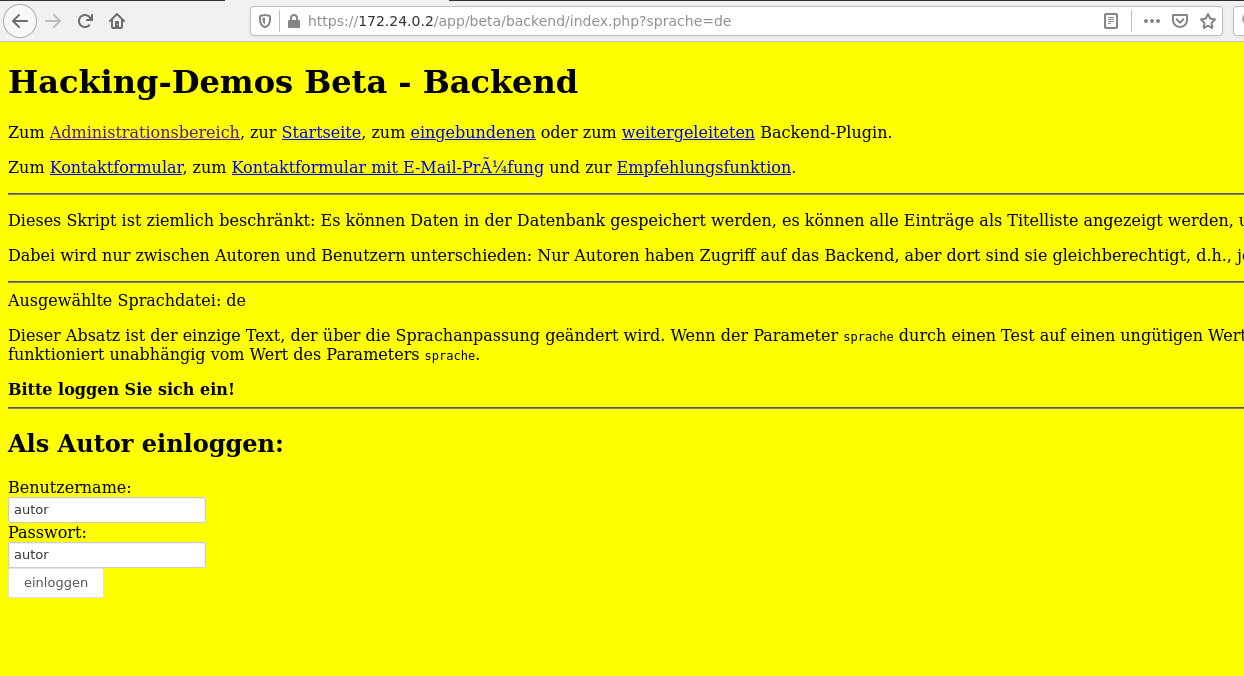 https://172.24.0.2/app/beta/backend/index.php?sprache=de
Hacking-Demos Beta - Backend
Zum Administrationsbereich, zur Startseite, zum eingebundenen oder zum weitergeleiteten Backend-Plugin.
Zum Kontaktformular, zum Kontaktformular mit E-Mail-PrÃ¼fung und zur Empfehlungsfunktion.
Dieses Skript ist ziemlich beschränkt: Es können Daten in der Datenbank gespeichert werden, es können alle Einträge als Titelliste angezeigt werden,
Dabei wird nur zwischen Autoren und Benutzern unterschieden: Nur Autoren haben Zugriff auf das Backend, aber dort sind sie gleichberechtigt, d.h.,
Ausgewählte Sprachdatei: de
Dieser Absatz ist der einzige Text, der über die Sprachanpassung geändert wird. Wenn der Parameter sprache durch einen Test auf einen ungütigen Wert
funktioniert unabhängig vom Wert des Parameters sprache.
Bitte loggen Sie sich ein!
Als Autor einloggen:
Benutzername:
autor
Passwort:
autor
einloggen